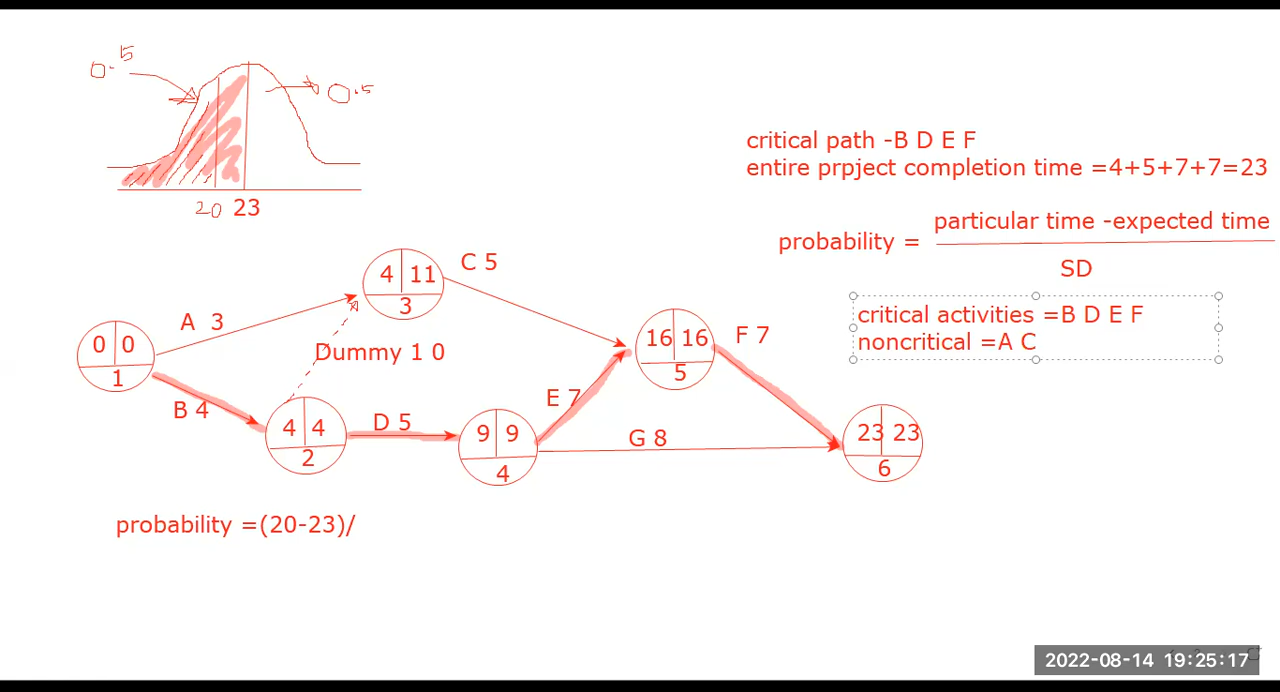 0.5
0.5
20 23
critical path -B D E F
entire prpject completion time =4+5+7+7=23
particular time -expected time
probability =
SD
critical activities =B D E F
noncritical =A C
4 11
3
C 5
A 3
0 0
1
Dummy 1 0
16 16
5
F 7
B 4
4 4
2
D 5
9 9
4
E 7
G 8
23 23
6
probability =(20-23)/
2022-08-14 19:25:17